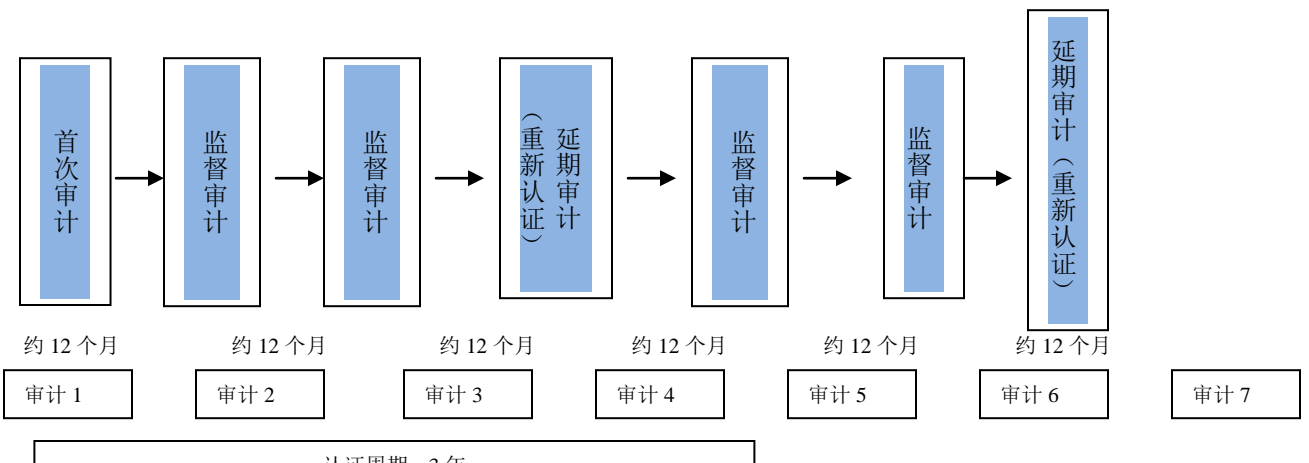 首次审计
监督审计
监督审计
延期审计
（重新认证）
监督审计
监督审计
延期审计（重新认证）
约 12 个月
约 12 个月
约 12 个月
约 12 个月
约 12 个月
约 12 个月
审计 1
审计 2
审计 3
审计 4
审计 5
审计 6
审计 7